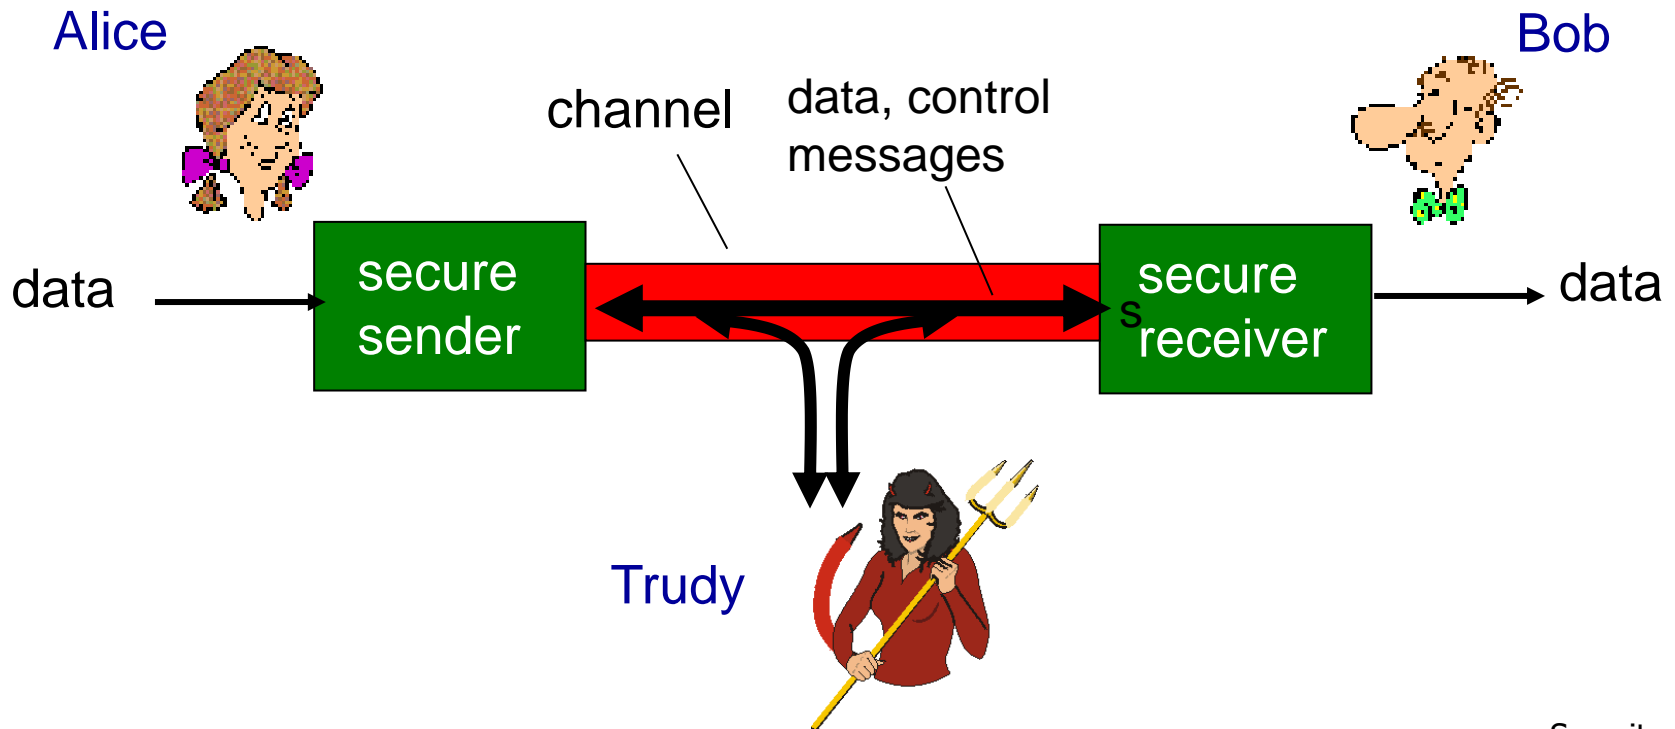 Alice
Bob
channel
data, control
messages
data
secure
sender
s
secure
receiver
data
Trudy